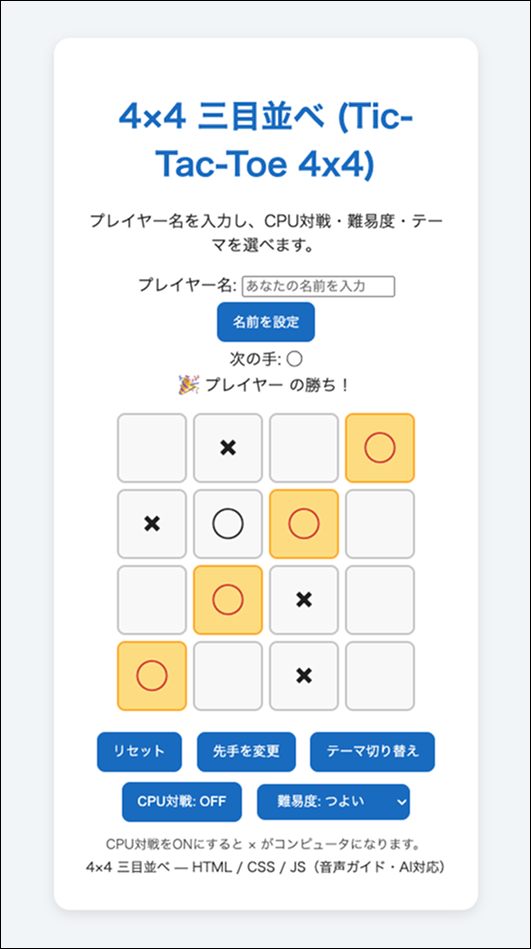 4×4 三目並べ (Tic-
Tac-Toe 4x4)
プレイヤー名を入力し、CPU対戦・難易度・テー
マを選べます。
プレイヤー名: あなたの名前を入力
名前を設定
次の手: ○
🎉 プレイヤー の勝ち！
× ○
× ○ ○
○ ×
○ ×
リセット 先手を変更 テーマ切り替え
CPU対戦: OFF 難易度: つよい
CPU対戦をONにすると × がコンピュータになります。
4×4 三目並べ — HTML / CSS / JS（音声ガイド・AI対応）